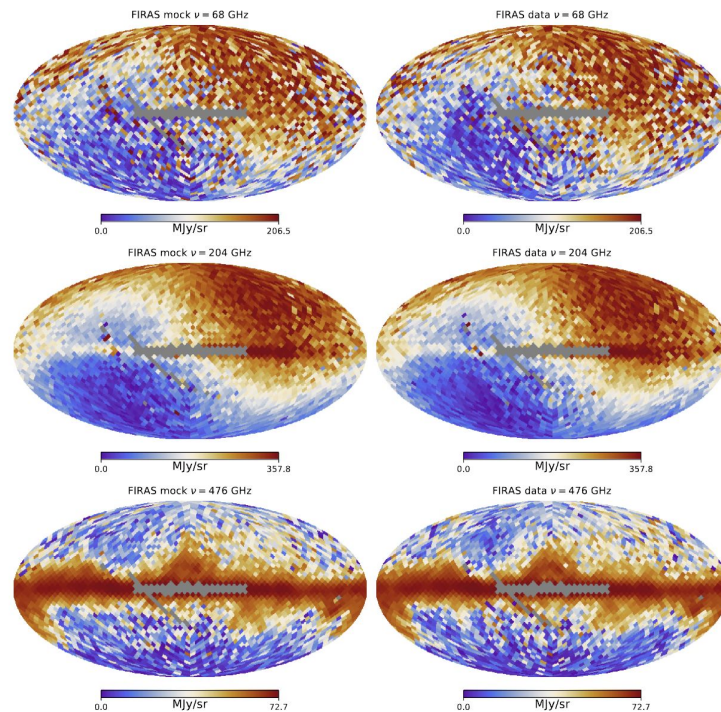 FIRAS mock ν = 68 GHz
FIRAS data ν = 68 GHz
0.0 MJy/sr 206.5
0.0 MJy/sr 206.5
FIRAS mock ν = 204 GHz
FIRAS data ν = 204 GHz
0.0 MJy/sr 357.8
0.0 MJy/sr 357.8
FIRAS mock ν = 476 GHz
FIRAS data ν = 476 GHz
0.0 MJy/sr 72.7
0.0 MJy/sr 72.7